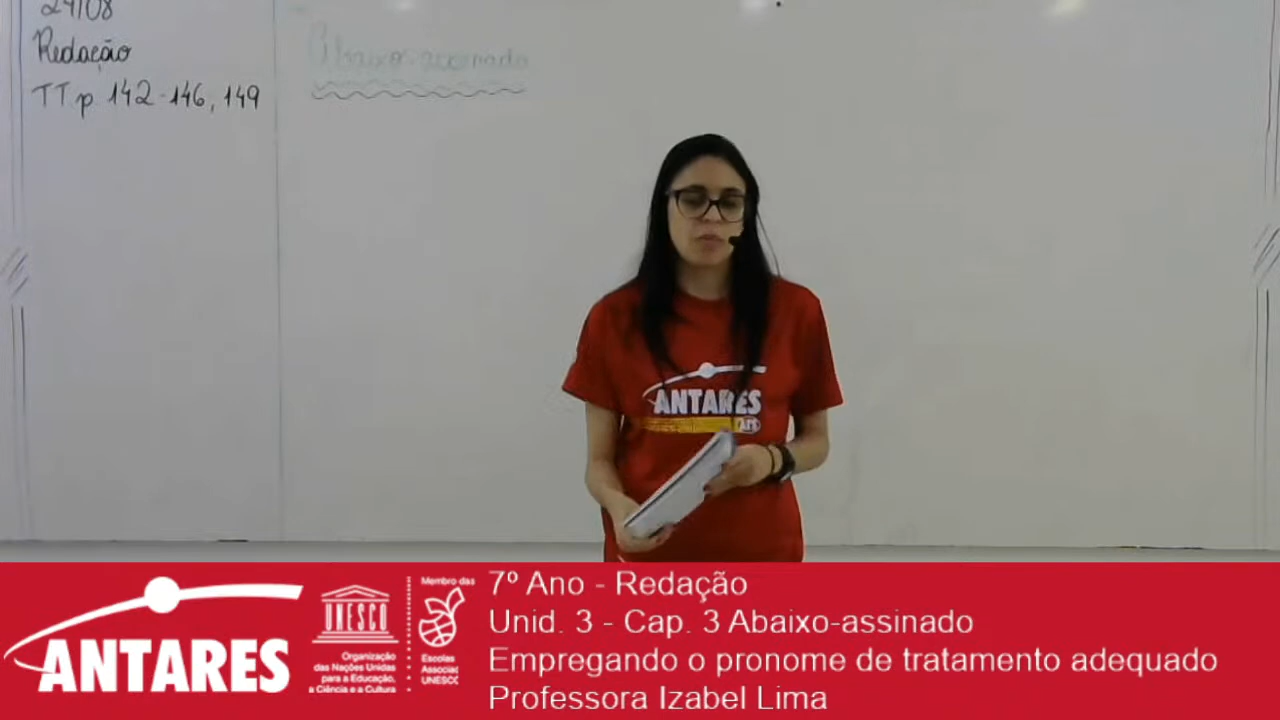 24/08
Redação
TT p. 142-146, 149
Abaixo-assinado
ANTARES
ANTARES
UNESCO
Organização
das Nações Unidas
para a Educação,
a Ciência e a Cultura
Membro das
Escolas
Associadas
UNESCO
7º Ano - Redação
Unid. 3 - Cap. 3 Abaixo-assinado
Empregando o pronome de tratamento adequado
Professora Izabel Lima